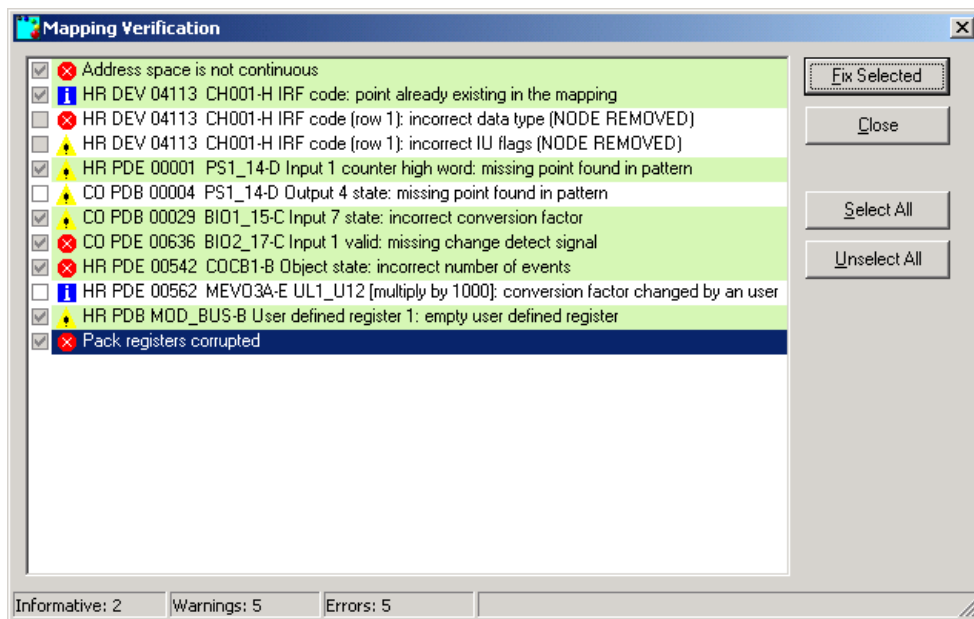 Mapping Verification
Address space is not continuous
HR DEV 04113 CH001-H IRF code: point already existing in the mapping
HR DEV 04113 CH001-H IRF code (row 1): incorrect data type (NODE REMOVED)
HR DEV 04113 CH001-H IRF code (row 1): incorrect IU flags (NODE REMOVED)
HR PDE 00001 PS1_14-D Input 1 counter high word: missing point found in pattern
CO PDB 00004 PS1_14-D Output 4 state: missing point found in pattern
CO PDB 00029 BIO1_15-C Input 7 state: incorrect conversion factor
CO PDE 00636 BIO2_17-C Input 1 valid: missing change detect signal
HR PDE 00542 COCB1-B Object state: incorrect number of events
HR PDE 00562 MEVO3A-E UL1_U12 [multiply by 1000]: conversion factor changed by an user
HR PDB MOD_BUS-B User defined register 1: empty user defined register
Pack registers corrupted
Fix Selected
Close
Select All
Unselect All
Informative: 2 Warnings: 5 Errors: 5